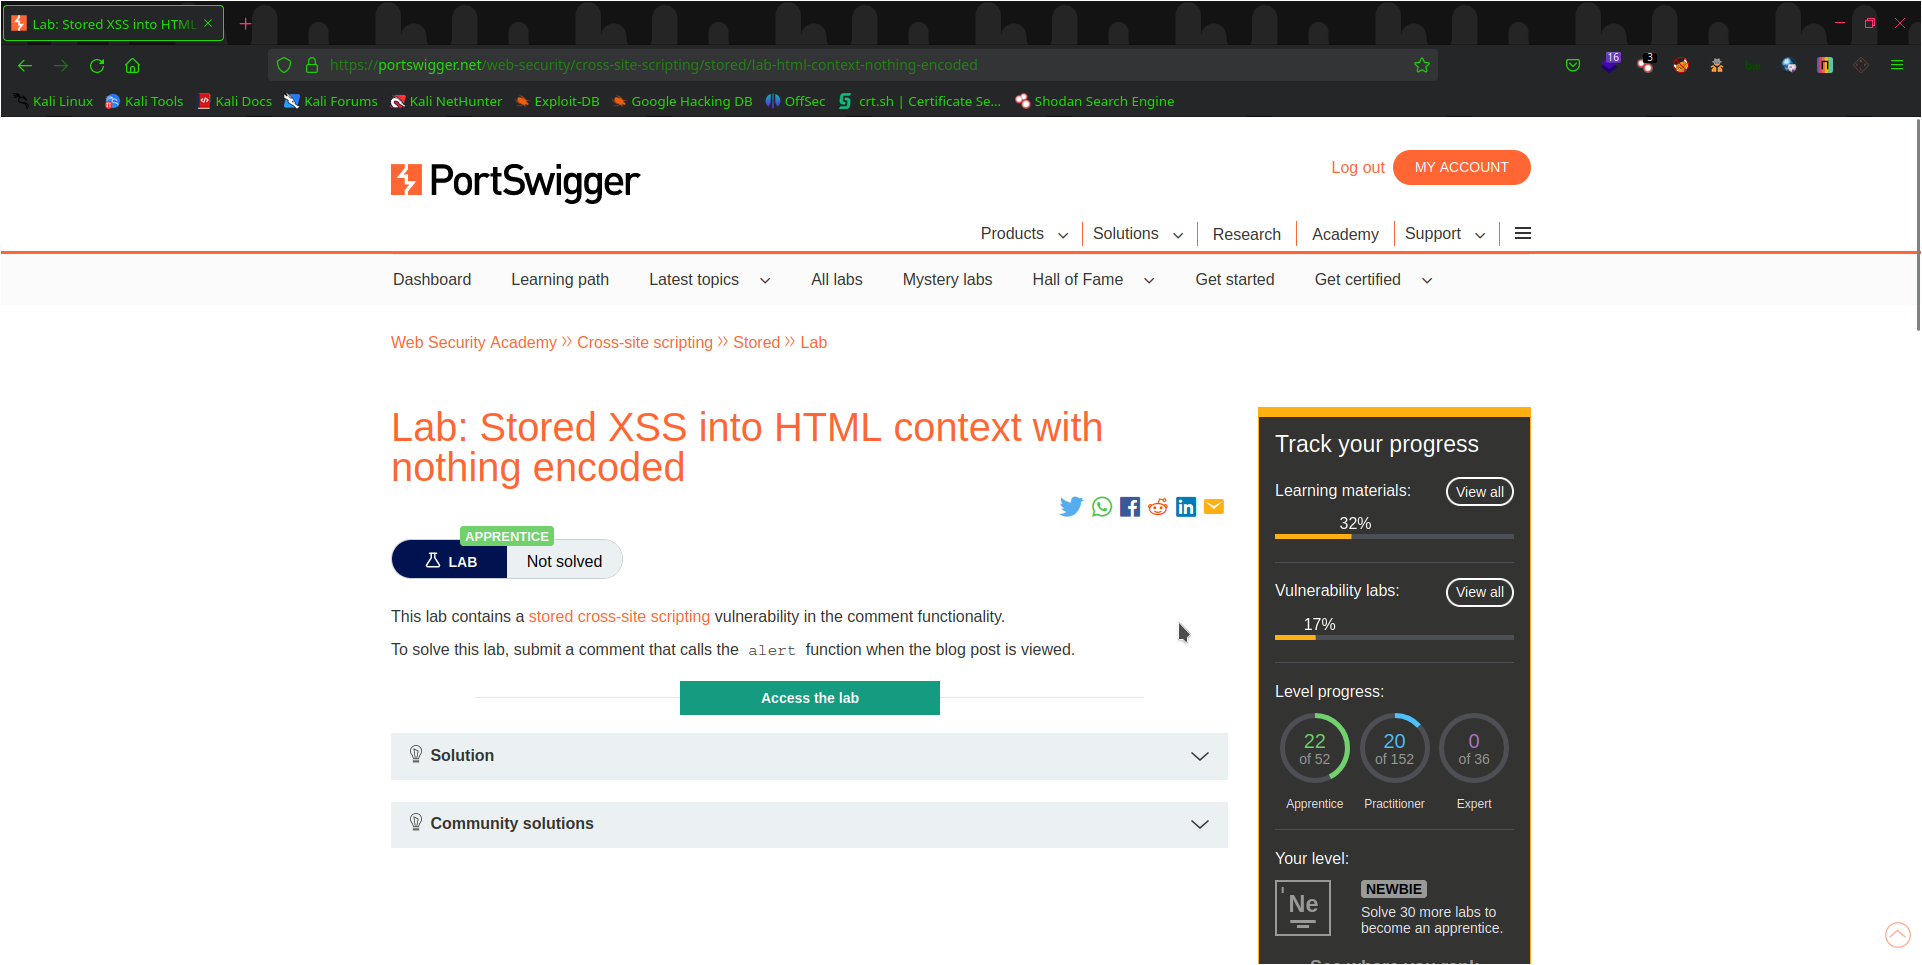 Lab: Stored XSS into HTML
https://portswigger.net/web-security/cross-site-scripting/stored/lab-html-context-nothing-encoded
16
3
Kali Linux Kali Tools Kali Docs Kali Forums Kali NetHunter Exploit-DB Google Hacking DB OffSec crt.sh | Certificate Se... Shodan Search Engine
PortSwigger
Log out MY ACCOUNT
Products Solutions Research Academy Support
Dashboard Learning path Latest topics All labs Mystery labs Hall of Fame Get started Get certified
Web Security Academy » Cross-site scripting » Stored » Lab
Lab: Stored XSS into HTML context with
nothing encoded
APPRENTICE
LAB Not solved
This lab contains a stored cross-site scripting vulnerability in the comment functionality.
To solve this lab, submit a comment that calls the alert function when the blog post is viewed.
Access the lab
Solution
Community solutions
Track your progress
Learning materials: View all
32%
Vulnerability labs: View all
17%
Level progress:
22 20 0
of 52 of 152 of 36
Apprentice Practitioner Expert
Your level:
Ne
NEWBIE
Solve 30 more labs to
become an apprentice.
See where you rank